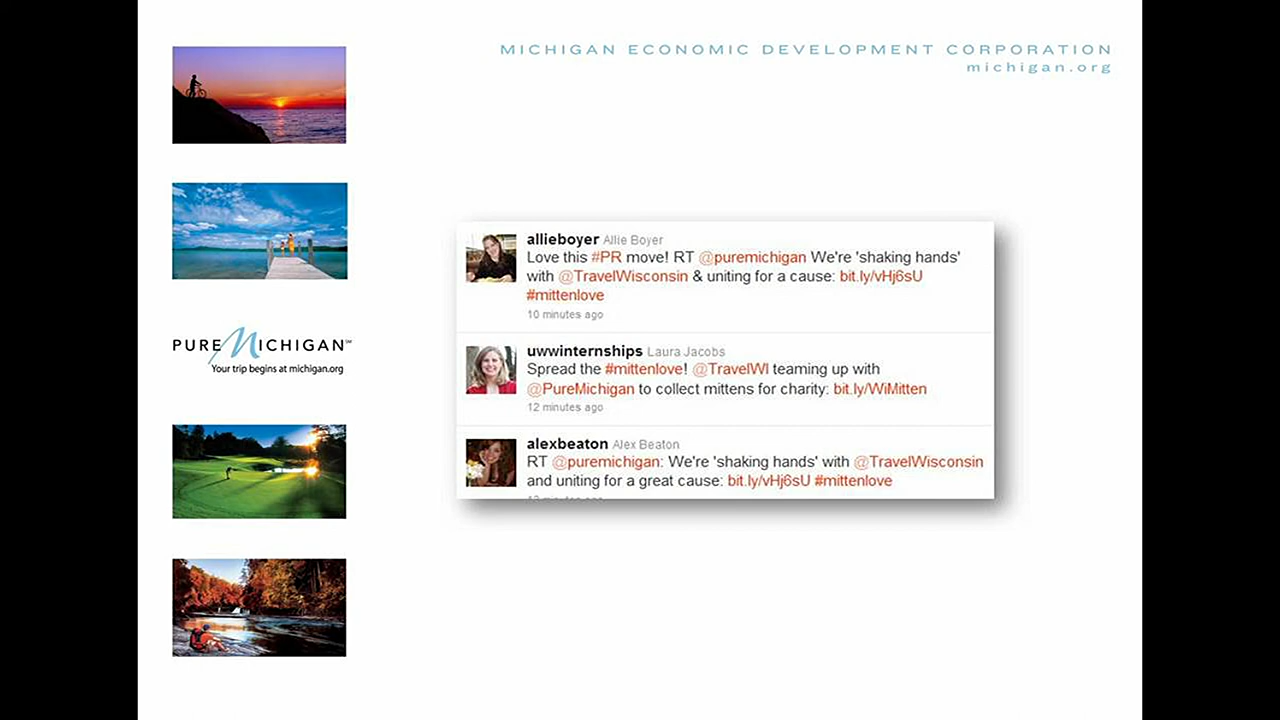 MICHIGAN ECONOMIC DEVELOPMENT CORPORATION
michigan.org
PURE MICHIGAN℠
Your trip begins at michigan.org
allieboyer Allie Boyer
Love this #PR move! RT @puremichigan We're 'shaking hands'
with @TravelWisconsin & uniting for a cause: bit.ly/vHj6sU
#mittenlove
10 minutes ago
uwwinternships Laura Jacobs
Spread the #mittenlove! @TravelWI teaming up with
@PureMichigan to collect mittens for charity: bit.ly/WiMitten
12 minutes ago
alexbeaton Alex Beaton
RT @puremichigan: We're 'shaking hands' with @TravelWisconsin
and uniting for a great cause: bit.ly/vHj6sU #mittenlove